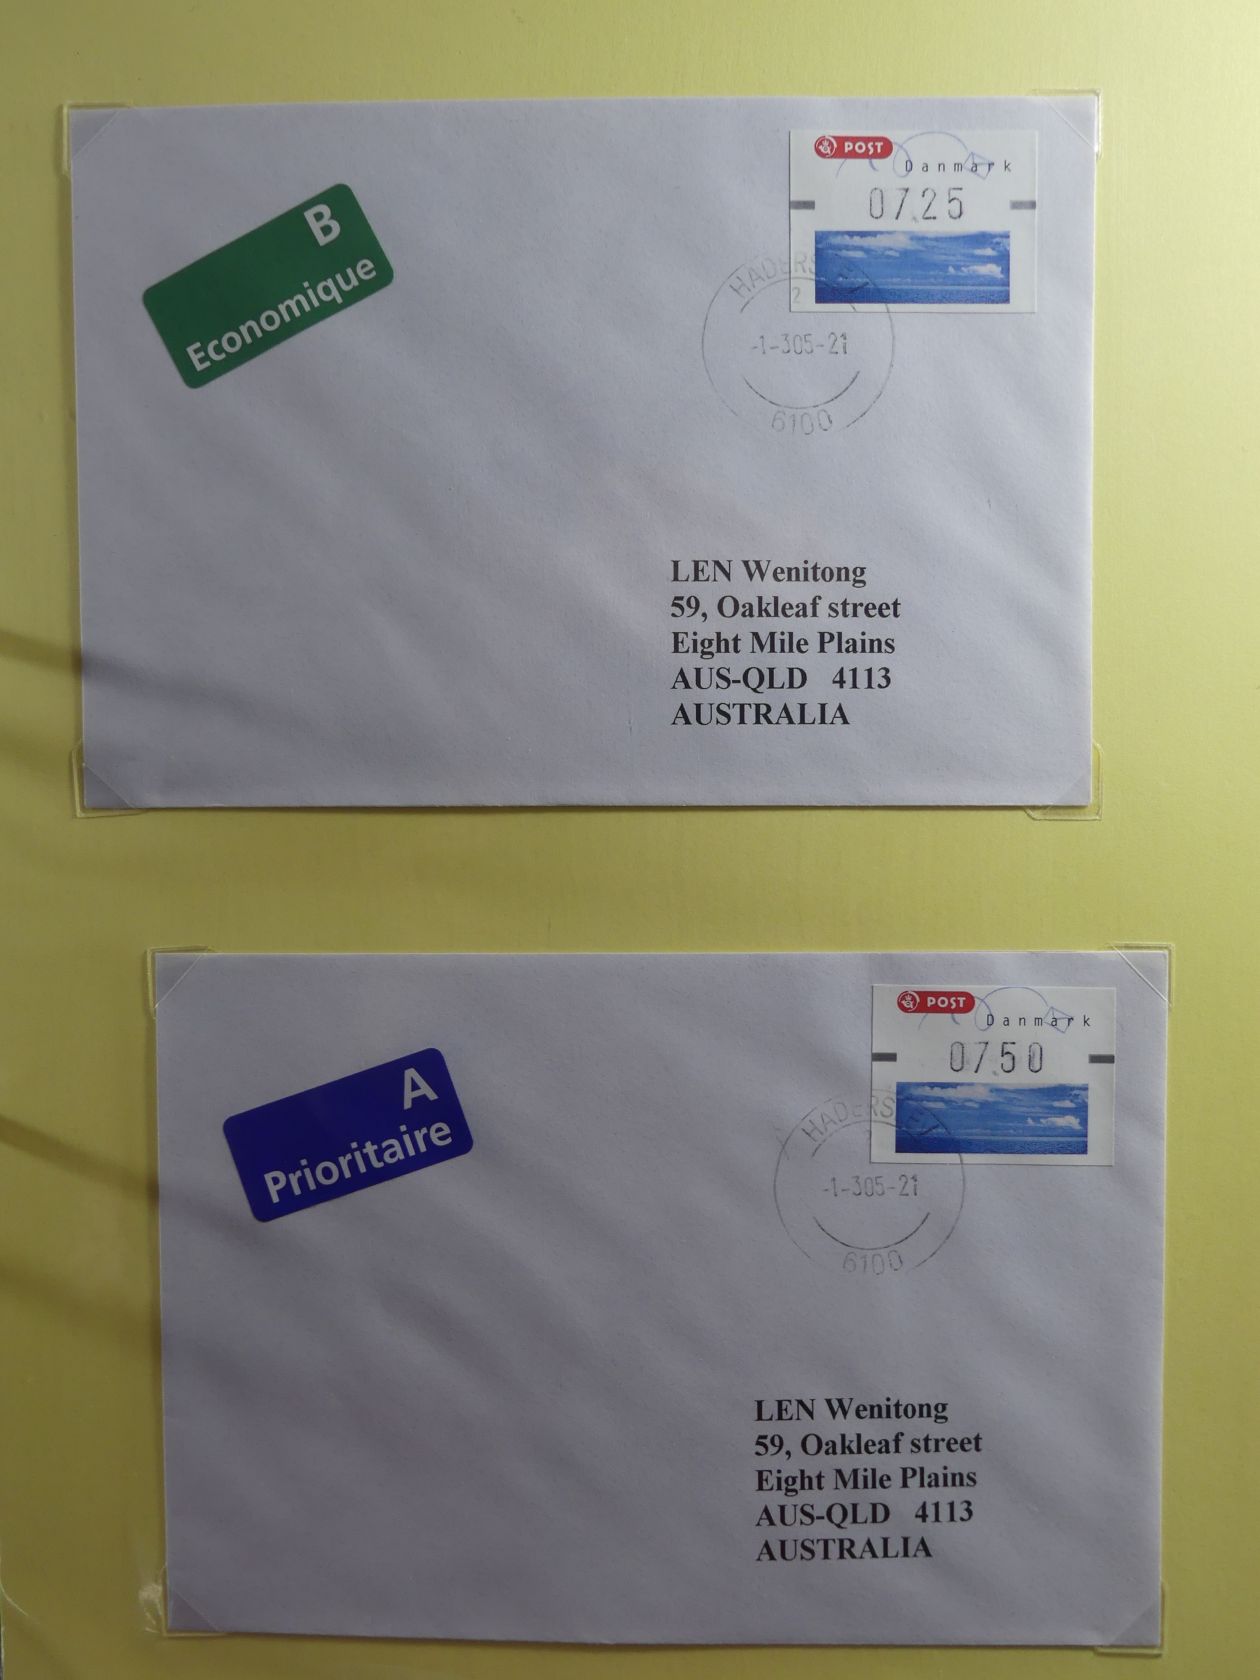 B
Economique
POST
Danmark
07.25
2
-1-305-21
6100
LEN Wenitong
59, Oakleaf street
Eight Mile Plains
AUS-QLD 4113
AUSTRALIA
A
Prioritaire
POST
Danmark
07.50
-1-305-21
6100
LEN Wenitong
59, Oakleaf street
Eight Mile Plains
AUS-QLD 4113
AUSTRALIA